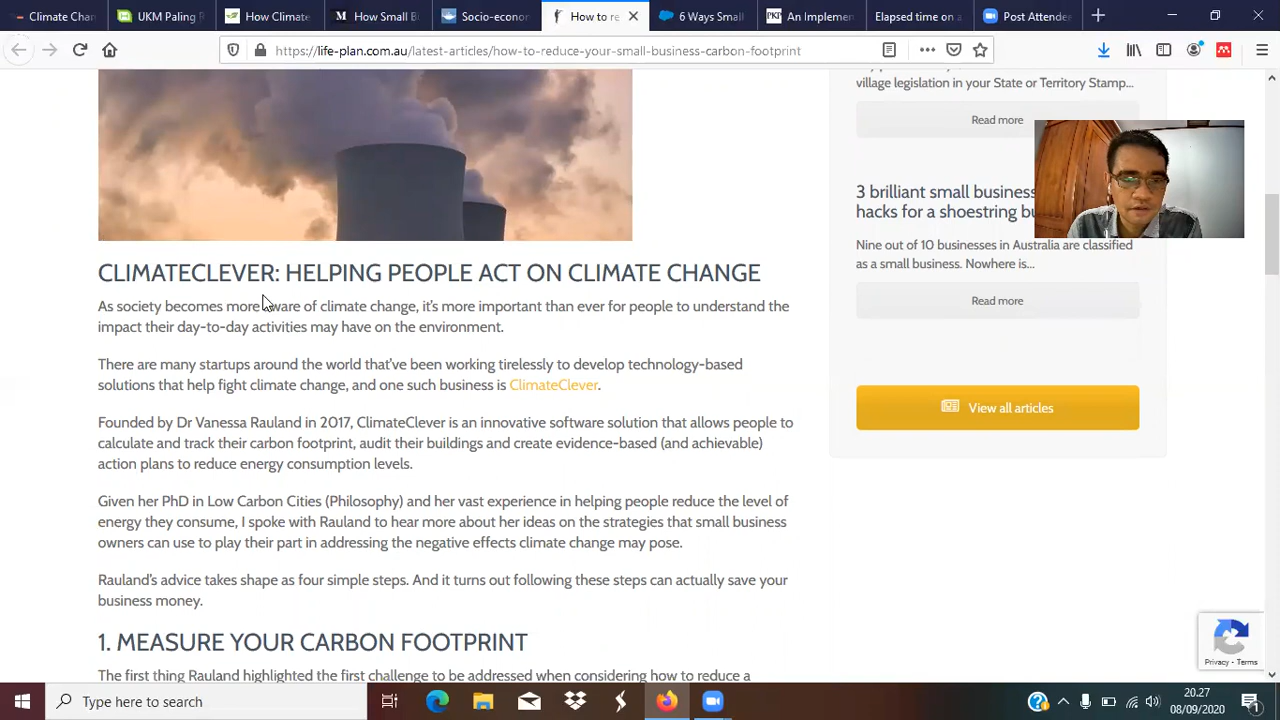 Climate Chan
UKM Paling
How Climate
How Small B
Socio-econo
How to re
6 Ways Small
PKP An Implemen
Elapsed time on a
Post Attende
https://life-plan.com.au/latest-articles/how-to-reduce-your-small-business-carbon-footprint
village legislation in your State or Territory Stamp...
Read more
3 brilliant small business
hacks for a shoestring bu
Nine out of 10 businesses in Australia are classified
as a small business. Nowhere is...
Read more
View all articles
CLIMATECLEVER: HELPING PEOPLE ACT ON CLIMATE CHANGE
As society becomes more aware of climate change, it's more important than ever for people to understand the
impact their day-to-day activities may have on the environment.
There are many startups around the world that've been working tirelessly to develop technology-based
solutions that help fight climate change, and one such business is ClimateClever.
Founded by Dr Vanessa Rauland in 2017, ClimateClever is an innovative software solution that allows people to
calculate and track their carbon footprint, audit their buildings and create evidence-based (and achievable)
action plans to reduce energy consumption levels.
Given her PhD in Low Carbon Cities (Philosophy) and her vast experience in helping people reduce the level of
energy they consume, I spoke with Rauland to hear more about her ideas on the strategies that small business
owners can use to play their part in addressing the negative effects climate change may pose.
Rauland's advice takes shape as four simple steps. And it turns out following these steps can actually save your
business money.
1. MEASURE YOUR CARBON FOOTPRINT
The first thing Rauland highlighted the first challenge to be addressed when considering how to reduce a
Privacy - Terms
Type here to search
20.27
08/09/2020